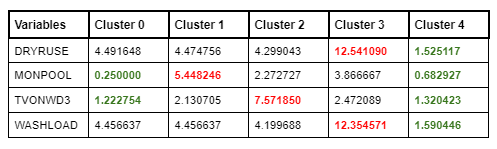 Variables Cluster 0 Cluster 1 Cluster 2 Cluster 3 Cluster 4
DRYRUSE 4.491648 4.474756 4.299043 12.541090 1.525117
MONPOOL 0.250000 5.448246 2.272727 3.866667 0.682927
TVONWD3 1.222754 2.130705 7.571850 2.472089 1.320423
WASHLOAD 4.456637 4.456637 4.199688 12.354571 1.590446